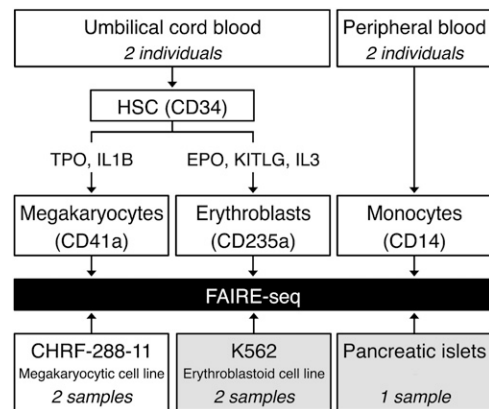 Umbilical cord blood
2 individuals
Peripheral blood
2 individuals
HSC (CD34)
TPO, IL1B
EPO, KITLG, IL3
Megakaryocytes
(CD41a)
Erythroblasts
(CD235a)
Monocytes
(CD14)
FAIRE-seq
CHRF-288-11
Megakaryocytic cell line
2 samples
K562
Erythroblastoid cell line
2 samples
Pancreatic islets
1 sample